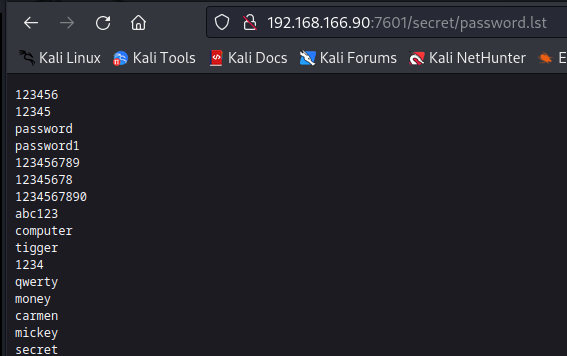 192.168.166.90:7601/secret/password.lst
Kali Linux Kali Tools Kali Docs Kali Forums Kali NetHunter E
123456
12345
password
password1
123456789
12345678
1234567890
abc123
computer
tigger
1234
qwerty
money
carmen
mickey
secret